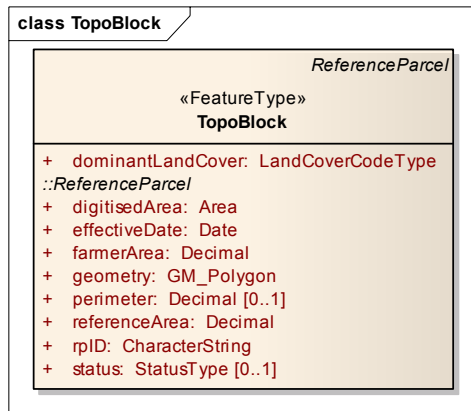 class TopoBlock
ReferenceParcel
«FeatureType»
TopoBlock
+ dominantLandCover: LandCoverCodeType
::ReferenceParcel
+ digitisedArea: Area
+ effectiveDate: Date
+ farmerArea: Decimal
+ geometry: GM_Polygon
+ perimeter: Decimal [0..1]
+ referenceArea: Decimal
+ rpID: CharacterString
+ status: StatusType [0..1]